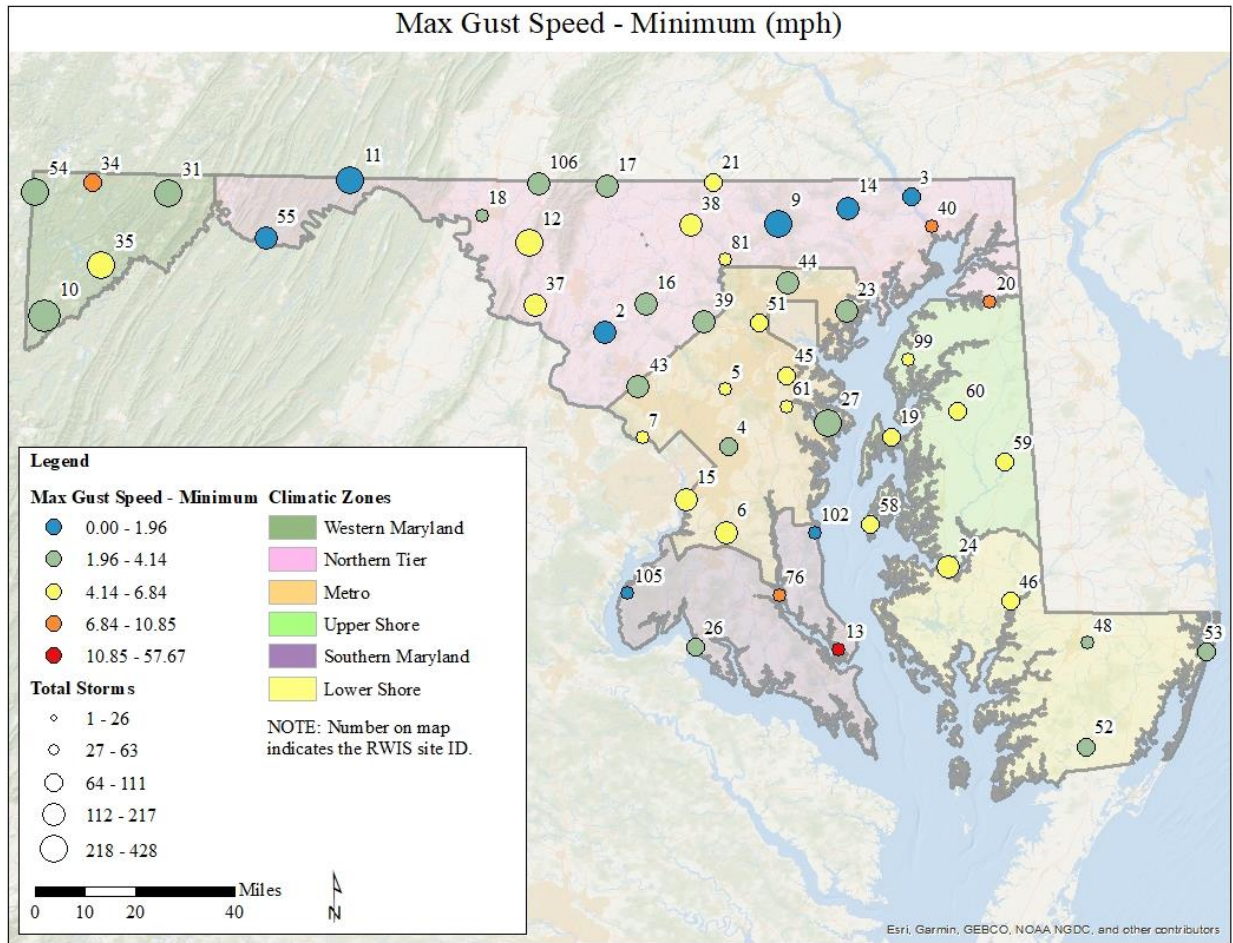 Max Gust Speed - Minimum (mph)
54
34
31
11
106
17
21
3
18
14
9
38
12
40
55
35
81
44
20
10
37
16
39
51
23
2
99
43
5
45
61
60
27
7
19
4
59
15
6
102
58
24
105
76
46
26
13
48
53
52
Legend
Max Gust Speed - Minimum
0.00 - 1.96
1.96 - 4.14
4.14 - 6.84
6.84 - 10.85
10.85 - 57.67
Total Storms
1 - 26
27 - 63
64 - 111
112 - 217
218 - 428
Climatic Zones
Western Maryland
Northern Tier
Metro
Upper Shore
Southern Maryland
Lower Shore
NOTE: Number on map
indicates the RWIS site ID.
Miles
0 10 20 40
N
Esri, Garmin, GEBCO, NOAA NGDC, and other contributors